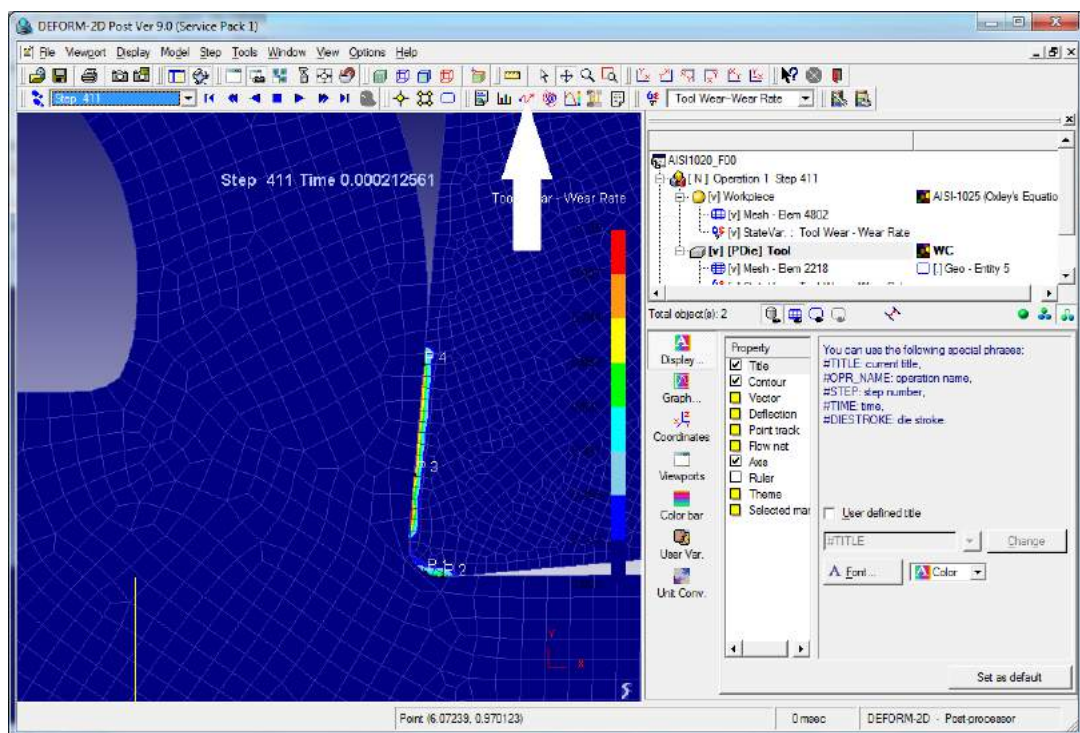 DEFORM-2D Post Ver 9.0 (Service Pack 1)
File Viewport Display Model Step Tools Window View Options Help
Step 411
Tool Wear-Wear Rate
Step 411 Time 0.000212561
Wear Rate
P 4
P 3
P 2
Y
X
AISI1020_F00
[N] Operation 1 Step 411
[v] Workpiece
AISI-1025 (Oxley's Equatio
[v] Mesh - Elem 4802
[v] StateVar. : Tool Wear - Wear Rate
[v] [PDie] Tool
WC
[v] Mesh - Elem 2218
[.] Geo - Entity 5
Total object(s): 2
Display...
Graph...
Coordinates
Viewports
Color bar
User Var.
Unit Conv.
Property
Title
Contour
Vector
Deflection
Point track
Flow net
Axis
Ruler
Theme
Selected mar
You can use the following special phrases:
#TITLE: current title,
#OPR_NAME: operation name,
#STEP: step number,
#TIME: time,
#DIESTROKE: die stroke.
User defined title
#TITLE
Change
A Font...
Color
Set as default
Point (6.07239, 0.970123)
0 msec
DEFORM-2D - Post-processor